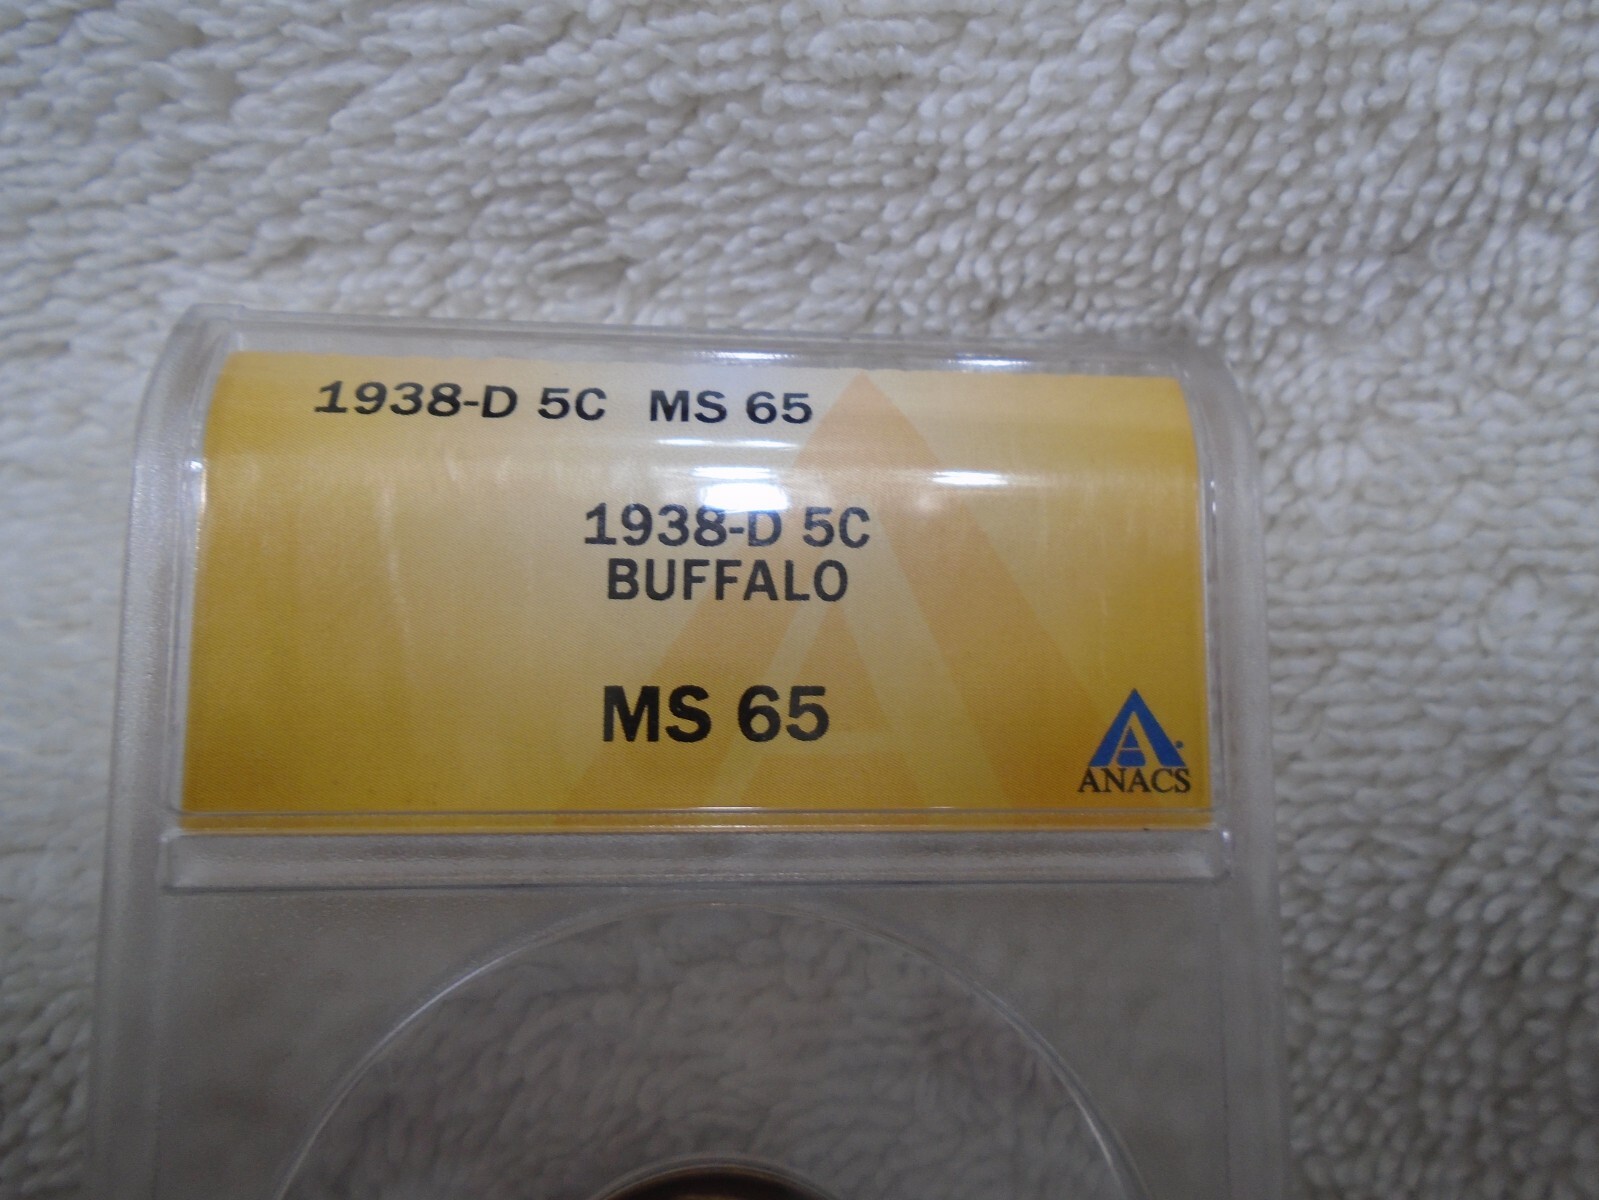 1938-D 5C MS 65
1938-D 5C
BUFFALO
MS 65
ANACS